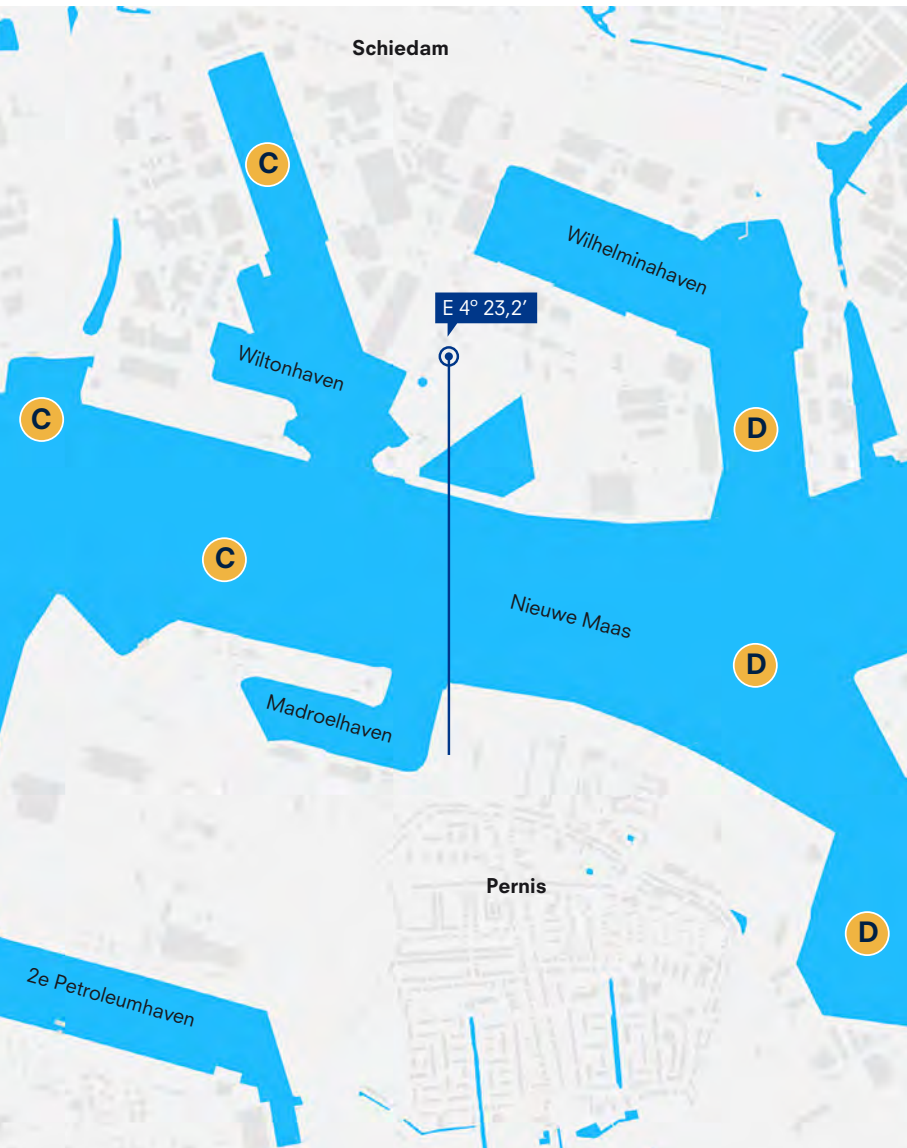 Schiedam
C
Wilhelminahaven
E 4° 23,2′
Wiltonhaven
C
D
C
Nieuwe Maas
D
Madroelhaven
Pernis
D
2e Petroleumhaven